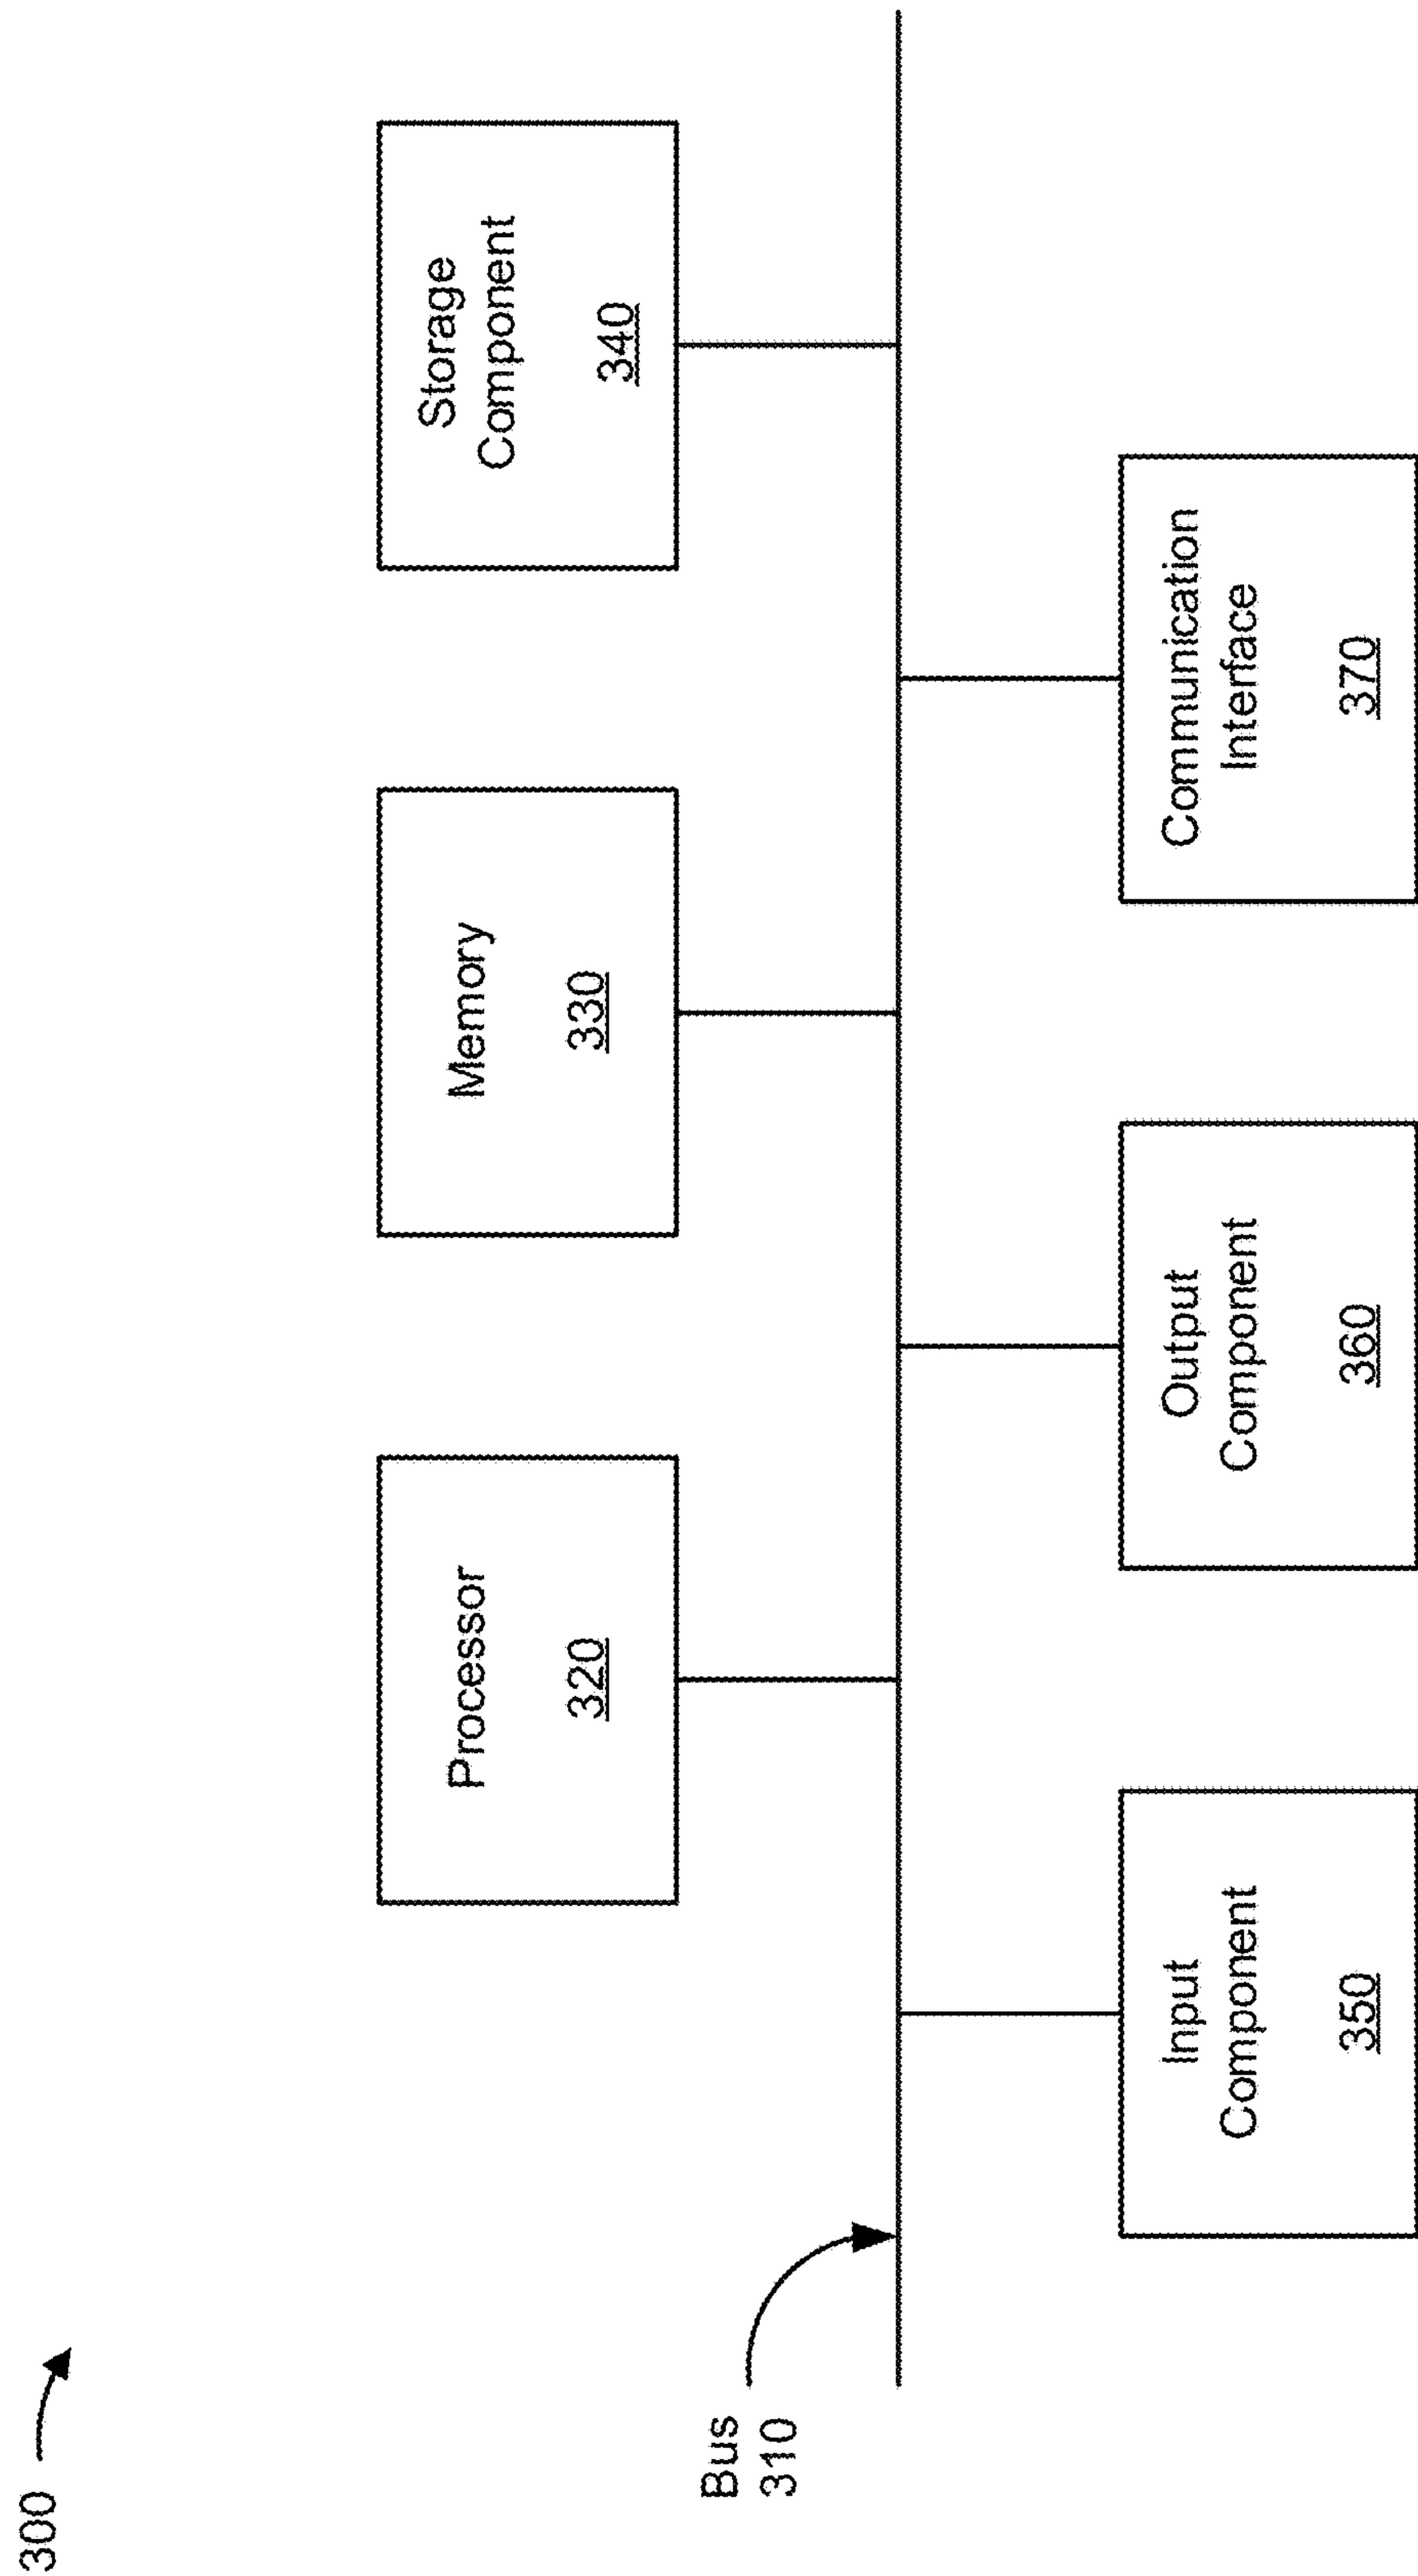 300
Bus
310
Processor
320
Memory
330
Storage
Component
340
Input
Component
350
Output
Component
360
Communication
Interface
370